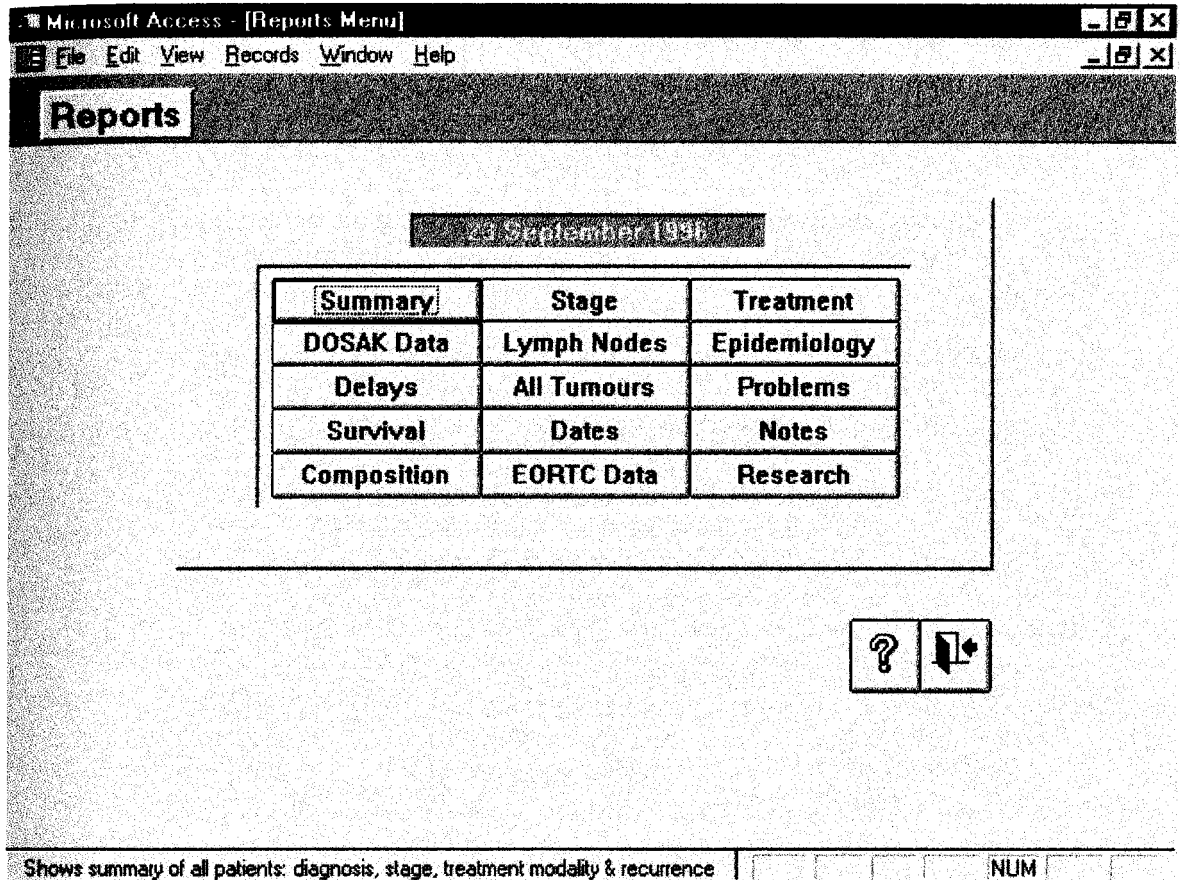 Microsoft Access - [Reports Menu]
File Edit View Records Window Help
Reports
September 1996
Summary Stage Treatment
DOSAK Data Lymph Nodes Epidemiology
Delays All Tumours Problems
Survival Dates Notes
Composition EORTC Data Research
?
Shows summary of all patients: diagnosis, stage, treatment modality & recurrence NUM